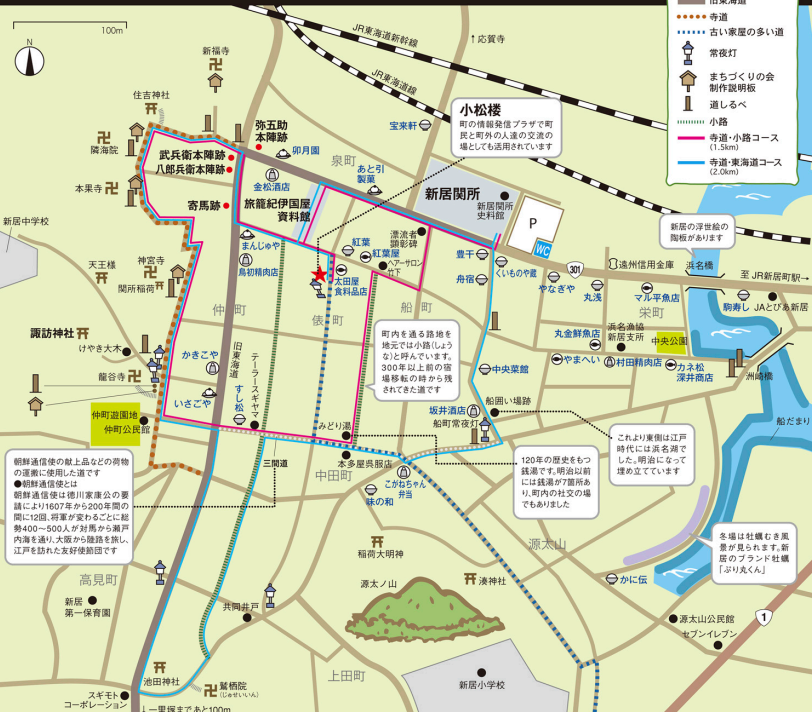 100m
N
JR東海道新幹線
JR東海道線
↑応賀寺
旧東海道
寺道
古い家屋の多い道
常夜灯
まちづくりの会
制作説明板
道しるべ
小路
寺道・小路コース
(1.5km)
寺道・東海道コース
(2.0km)
新福寺
住吉神社
隣海院
本果寺
弥五助
本陣跡
武兵衛本陣跡
八郎兵衛本陣跡
寄馬跡
卯月園
金松酒店
泉町
あと引
製菓
宝来軒
小松楼
町の情報発信プラザで町
民と町外の人達の交流の
場としても活用されています
旅籠紀伊国屋
資料館
新居関所
新居関所
史料館
P
WC
新居の浮世絵の
陶板があります
新居中学校
天王様
神宮寺
関所稲荷
まんじゅや
鳥初精肉店
紅葉
紅葉屋
ヘアーサロン
竹下
漂流者
顕彰碑
太田屋
食料品店
豊千
くいものや蔵
舟宿
301
遠州信用金庫
浜名橋
至 JR新居町駅→
やなぎや
丸浅
マル平魚店
栄町
駒寿し
JAとぴあ新居
仲町
俵町
船町
諏訪神社
けやき大木
龍谷寺
かきこや
いさごや
旧東海道
すし松
テーラースギヤマ
町内を通る路地を
地元では小路(しょう
な)と呼んでいます。
300年以上前の宿
場移転の時から残
されてきた道です
丸金鮮魚店
浜名漁協
新居支所
中央公園
やまへい
村田精肉店
カネ松
深井商店
洲崎橋
中央菜館
船だまり
仲町遊園地
仲町公館
坂井酒店
船町常夜灯
船囲い場跡
みどり湯
本多屋呉服店
三間道
中田町
こがねちゃん
弁当
味の和
120年の歴史をもつ
銭湯です。明治以前
には銭湯が7箇所あ
り、町内の社交の場
でもありました
これより東側は江戸
時代には浜名湖で
した。明治になって
埋め立てています
朝鮮通信使の献上品などの荷物
の運搬に使用した道です
●朝鮮通信使とは
朝鮮通信使は徳川家康公の要
請により1607年から200年間の
間に12回、将軍が変わるごとに総
勢400〜500人が対馬から瀬戸
内海を通り、大阪から陸路を旅し、
江戸を訪れた友好使節団です
冬場は牡蠣むき風
景が見られます。新
居のブランド牡蠣
「ぷり丸くん」
源太山
稲荷大明神
源太ノ山
湊神社
かに伝
高見町
新居
第一保育園
共同井戸
源太山公民館
セブンイレブン
1
池田神社
鷲栖院
(じゅせいいん)
上田町
新居小学校
スギモト
コーポレーション
↓一里塚まであと100m